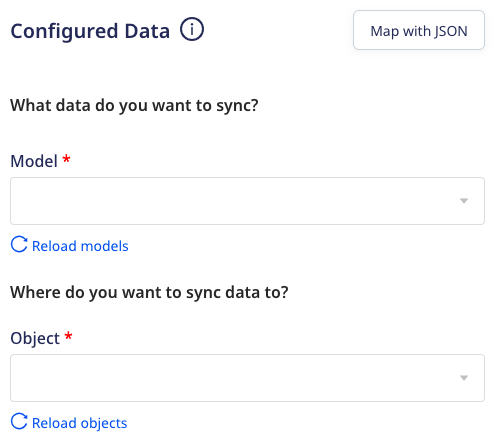 Configured Data
Map with JSON
What data do you want to sync?
Model *
Reload models
Where do you want to sync data to?
Object *
Reload objects